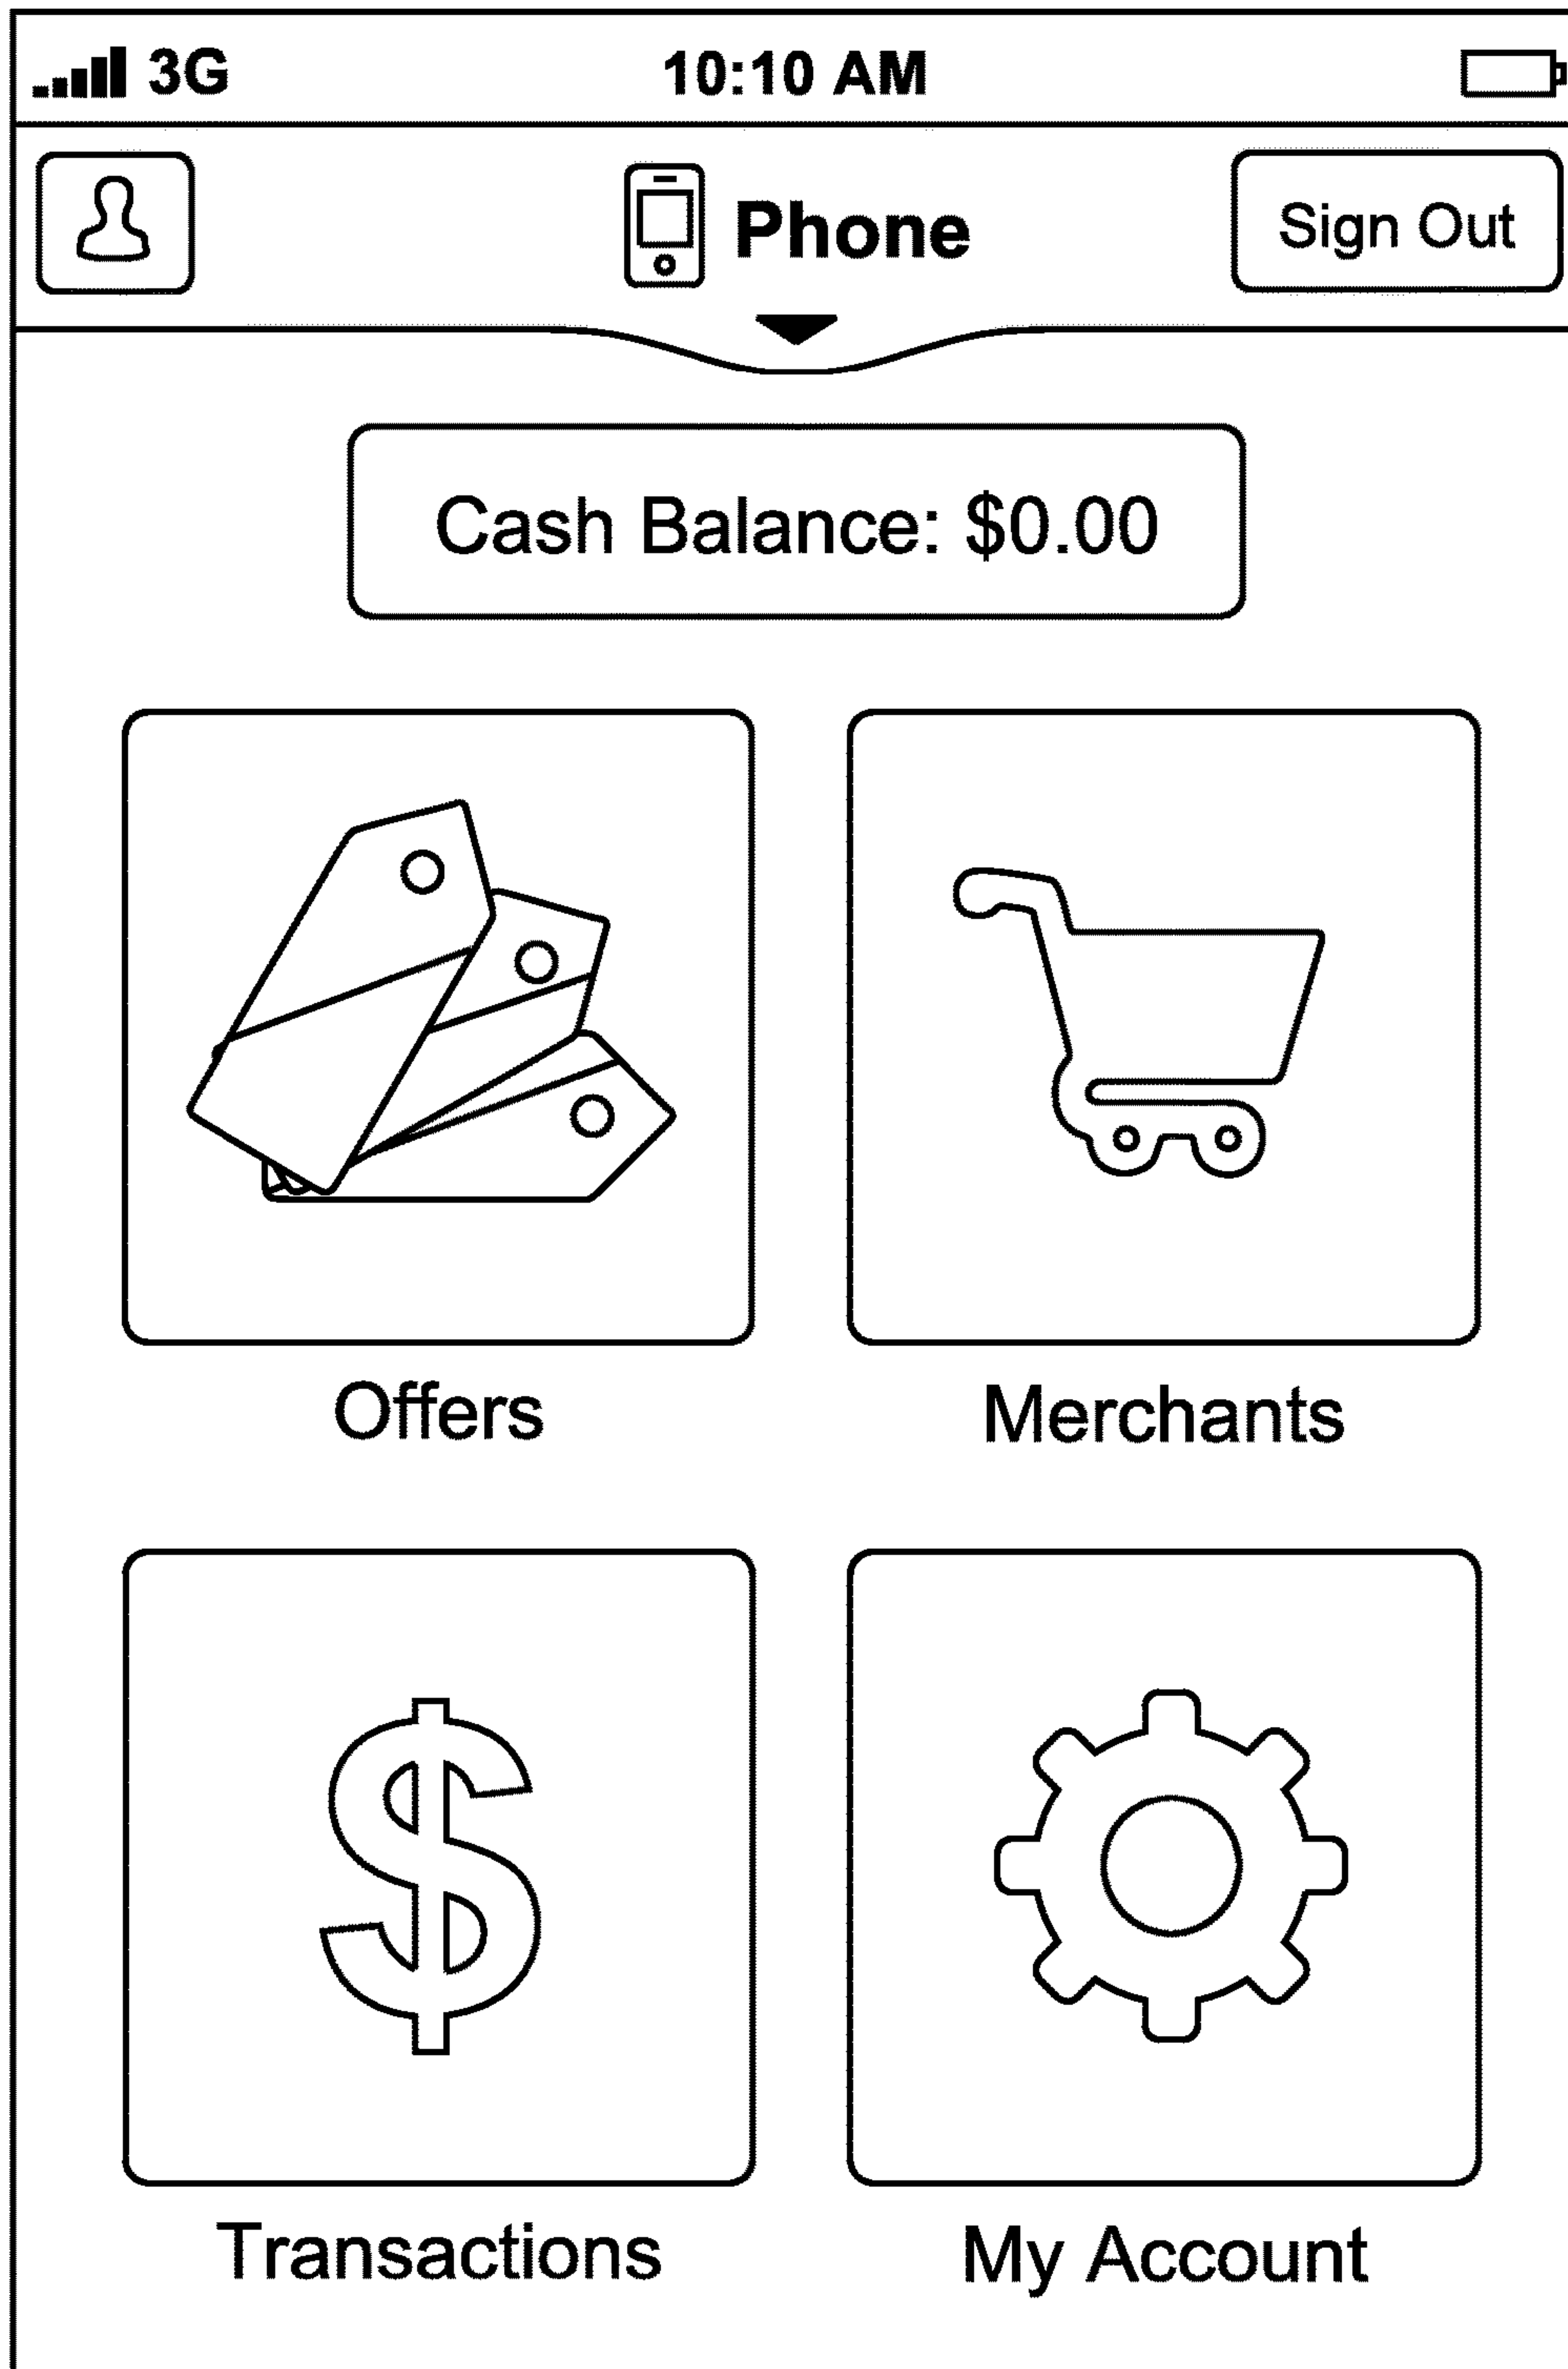 3G 10:10 AM
Phone Sign Out
Cash Balance: $0.00
Offers Merchants
Transactions My Account